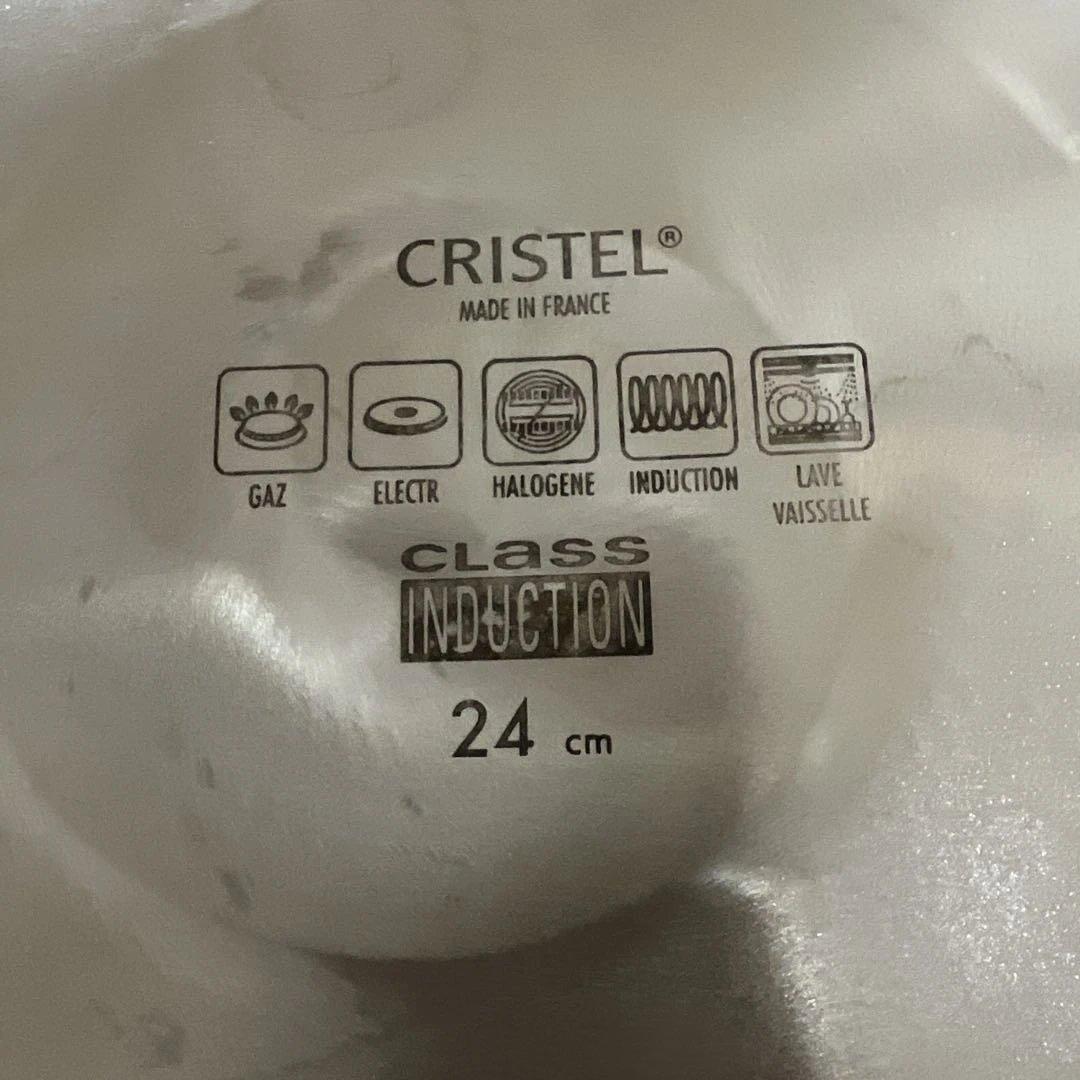 CRISTEL®
MADE IN FRANCE
GAZ ELECTR HALOGENE INDUCTION LAVE VAISSELLE
CLASS
INDUCTION
24 cm